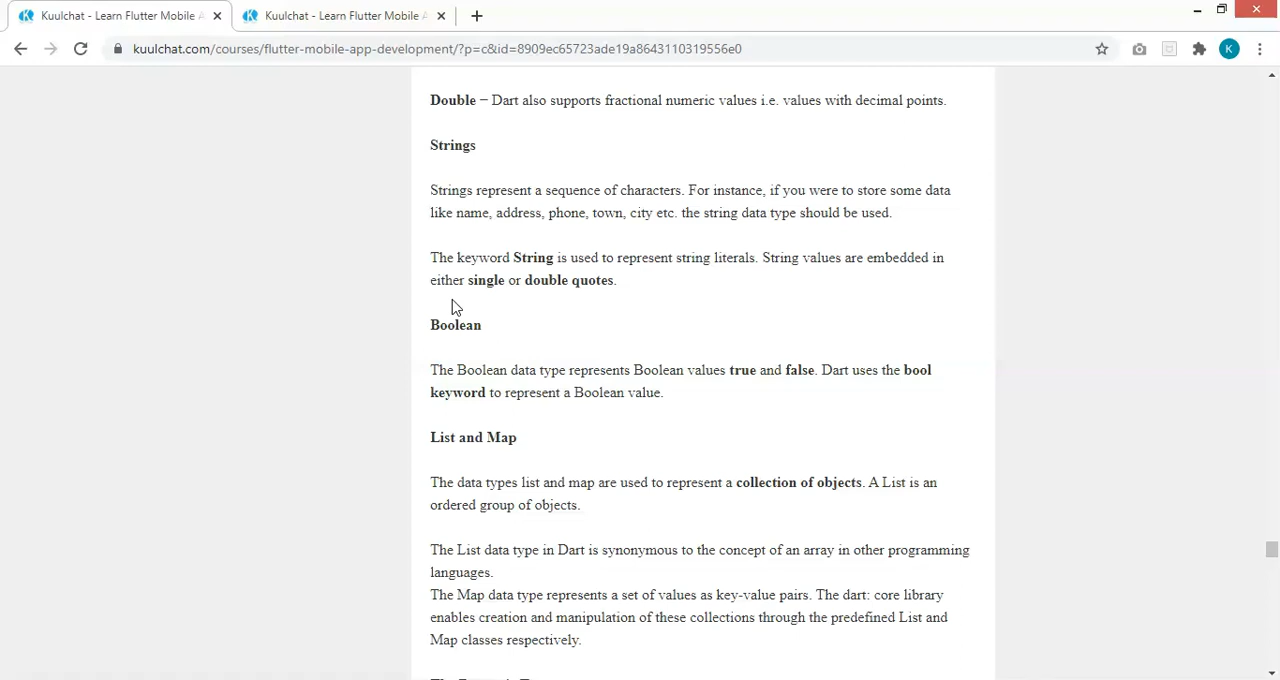 Kuulchat - Learn Flutter Mobile
Kuulchat - Learn Flutter Mobile
kuulchat.com/courses/flutter-mobile-app-development/?p=c&id=8909ec65723ade19a8643110319556e0
K
Double – Dart also supports fractional numeric values i.e. values with decimal points.
Strings
Strings represent a sequence of characters. For instance, if you were to store some data
like name, address, phone, town, city etc. the string data type should be used.
The keyword String is used to represent string literals. String values are embedded in
either single or double quotes.
Boolean
The Boolean data type represents Boolean values true and false. Dart uses the bool
keyword to represent a Boolean value.
List and Map
The data types list and map are used to represent a collection of objects. A List is an
ordered group of objects.
The List data type in Dart is synonymous to the concept of an array in other programming
languages.
The Map data type represents a set of values as key-value pairs. The dart: core library
enables creation and manipulation of these collections through the predefined List and
Map classes respectively.